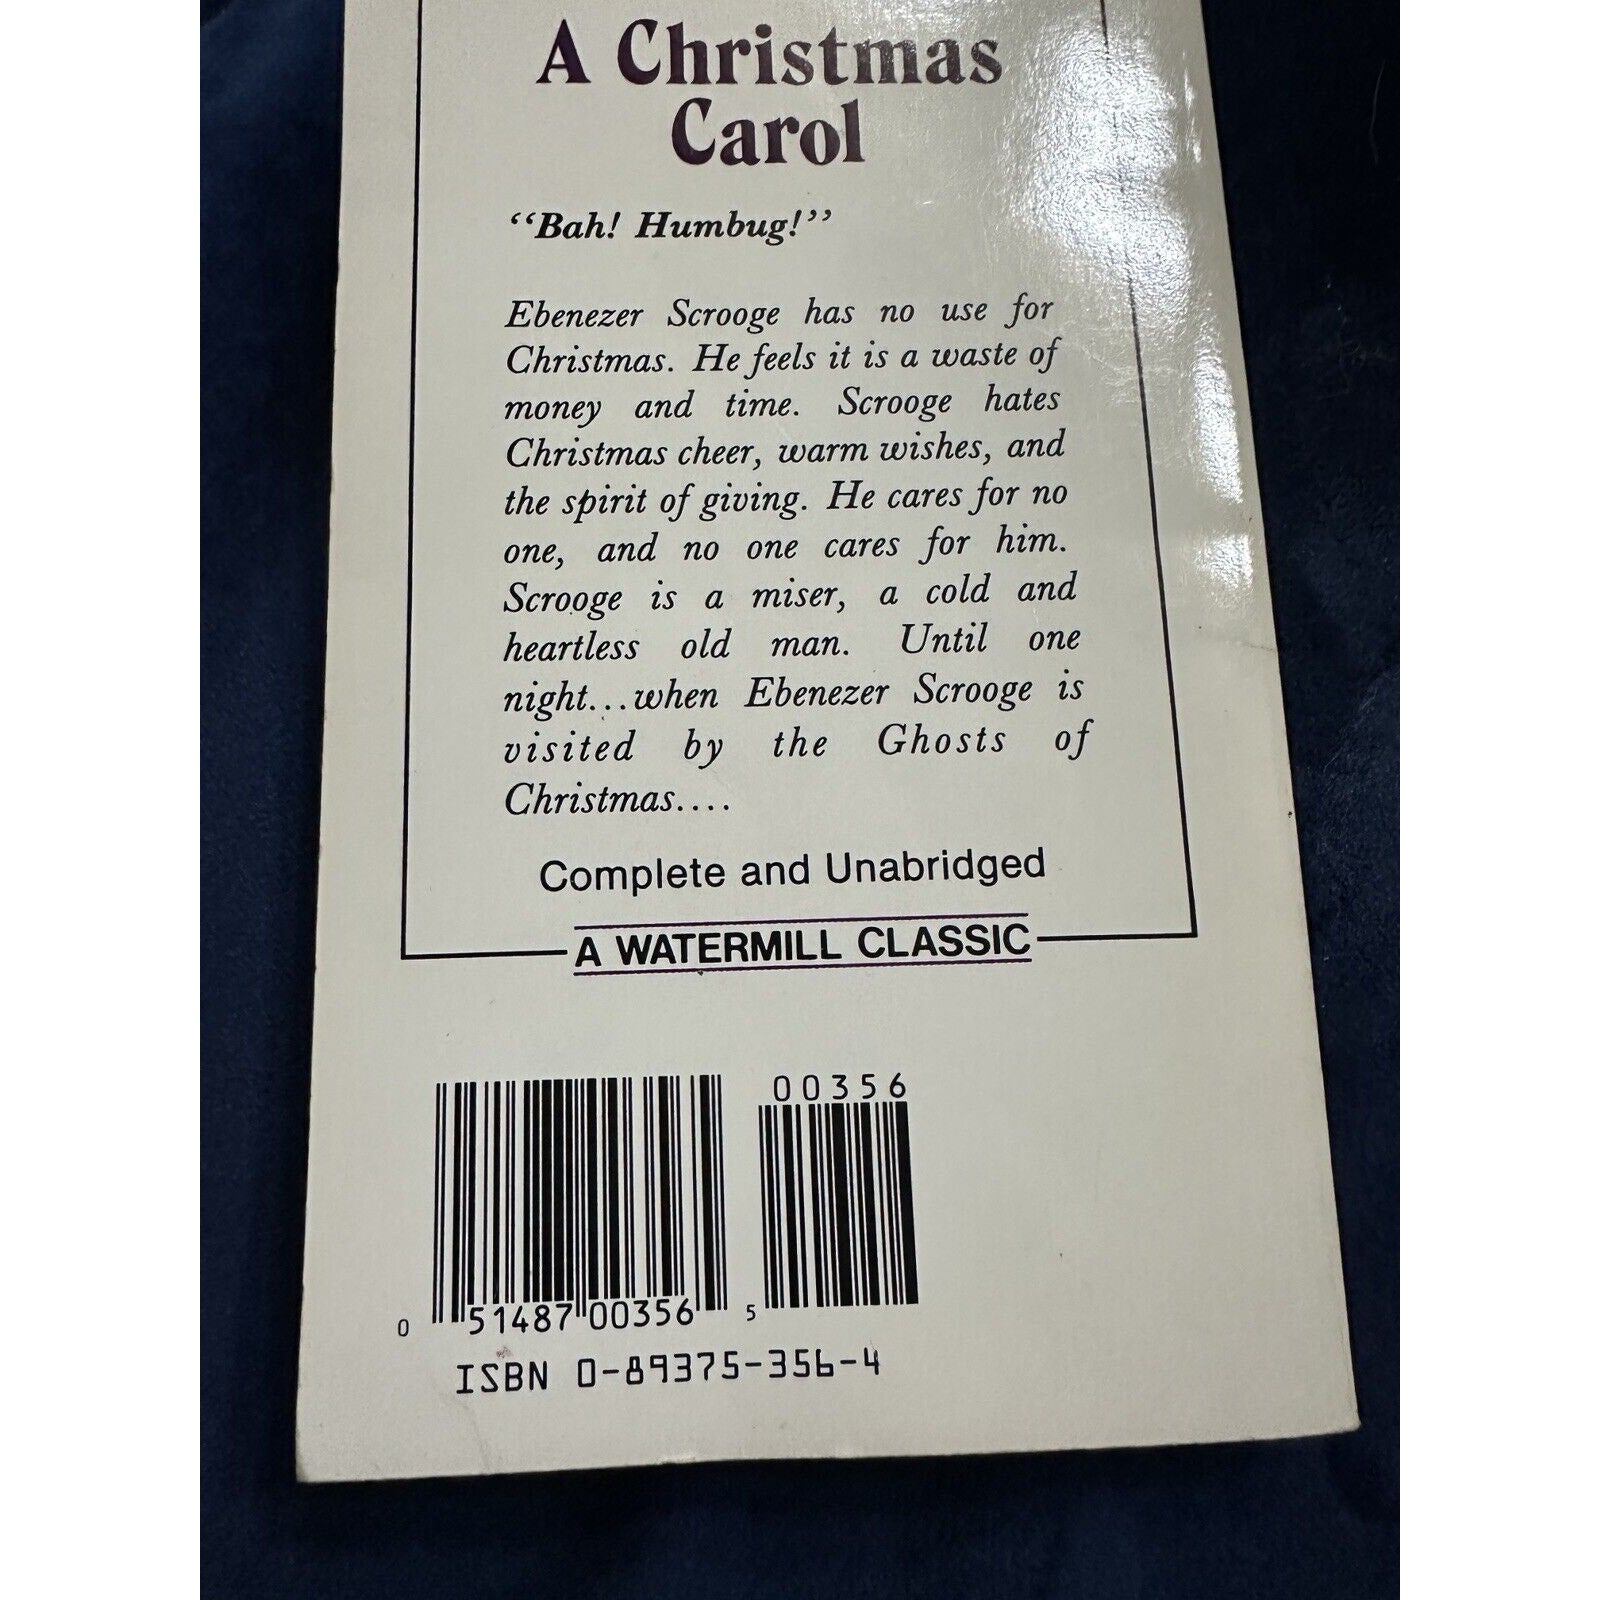 A Christmas
Carol
“Bah! Humbug!”
Ebenezer Scrooge has no use for
Christmas. He feels it is a waste of
money and time. Scrooge hates
Christmas cheer, warm wishes, and
the spirit of giving. He cares for no
one, and no one cares for him.
Scrooge is a miser, a cold and
heartless old man. Until one
night...when Ebenezer Scrooge is
visited by the Ghosts of
Christmas....
Complete and Unabridged
A WATERMILL CLASSIC
00356
0 51487 00356 5
ISBN 0-89375-356-4